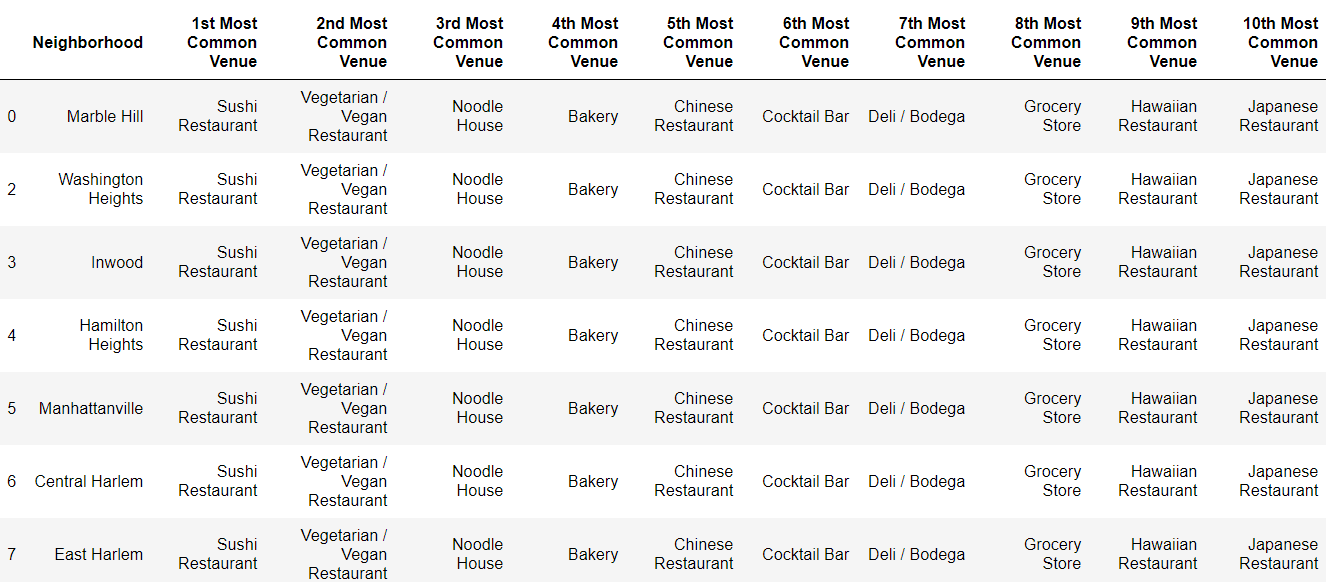 Neighborhood 1st Most Common Venue 2nd Most Common Venue 3rd Most Common Venue 4th Most Common Venue 5th Most Common Venue 6th Most Common Venue 7th Most Common Venue 8th Most Common Venue 9th Most Common Venue 10th Most Common Venue
0 Marble Hill Sushi Restaurant Vegetarian / Vegan Restaurant Noodle House Bakery Chinese Restaurant Cocktail Bar Deli / Bodega Grocery Store Hawaiian Restaurant Japanese Restaurant
2 Washington Heights Sushi Restaurant Vegetarian / Vegan Restaurant Noodle House Bakery Chinese Restaurant Cocktail Bar Deli / Bodega Grocery Store Hawaiian Restaurant Japanese Restaurant
3 Inwood Sushi Restaurant Vegetarian / Vegan Restaurant Noodle House Bakery Chinese Restaurant Cocktail Bar Deli / Bodega Grocery Store Hawaiian Restaurant Japanese Restaurant
4 Hamilton Heights Sushi Restaurant Vegetarian / Vegan Restaurant Noodle House Bakery Chinese Restaurant Cocktail Bar Deli / Bodega Grocery Store Hawaiian Restaurant Japanese Restaurant
5 Manhattanville Sushi Restaurant Vegetarian / Vegan Restaurant Noodle House Bakery Chinese Restaurant Cocktail Bar Deli / Bodega Grocery Store Hawaiian Restaurant Japanese Restaurant
6 Central Harlem Sushi Restaurant Vegetarian / Vegan Restaurant Noodle House Bakery Chinese Restaurant Cocktail Bar Deli / Bodega Grocery Store Hawaiian Restaurant Japanese Restaurant
7 East Harlem Sushi Restaurant Vegetarian / Vegan Restaurant Noodle House Bakery Chinese Restaurant Cocktail Bar Deli / Bodega Grocery Store Hawaiian Restaurant Japanese Restaurant